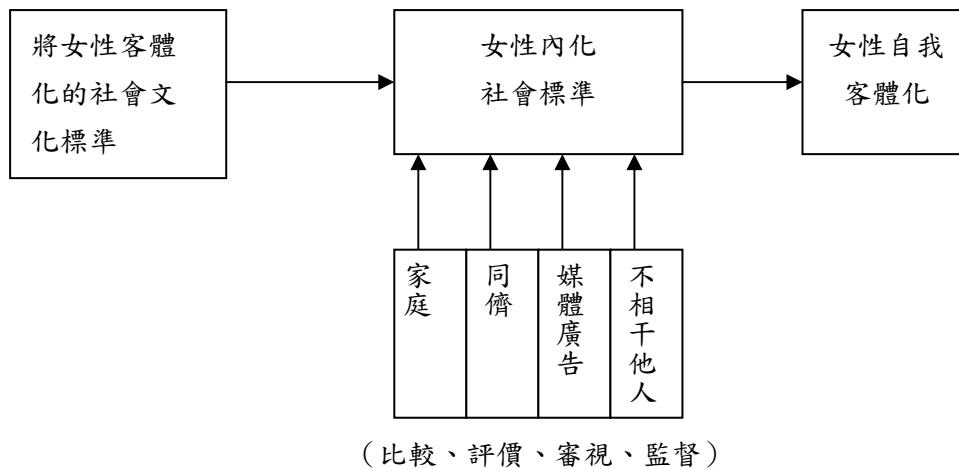 將女性客體
化的社會文
化標準
女性內化
社會標準
女性自我
客體化
家庭
同儕
媒體廣告
不相干他人
（比較、評價、審視、監督）